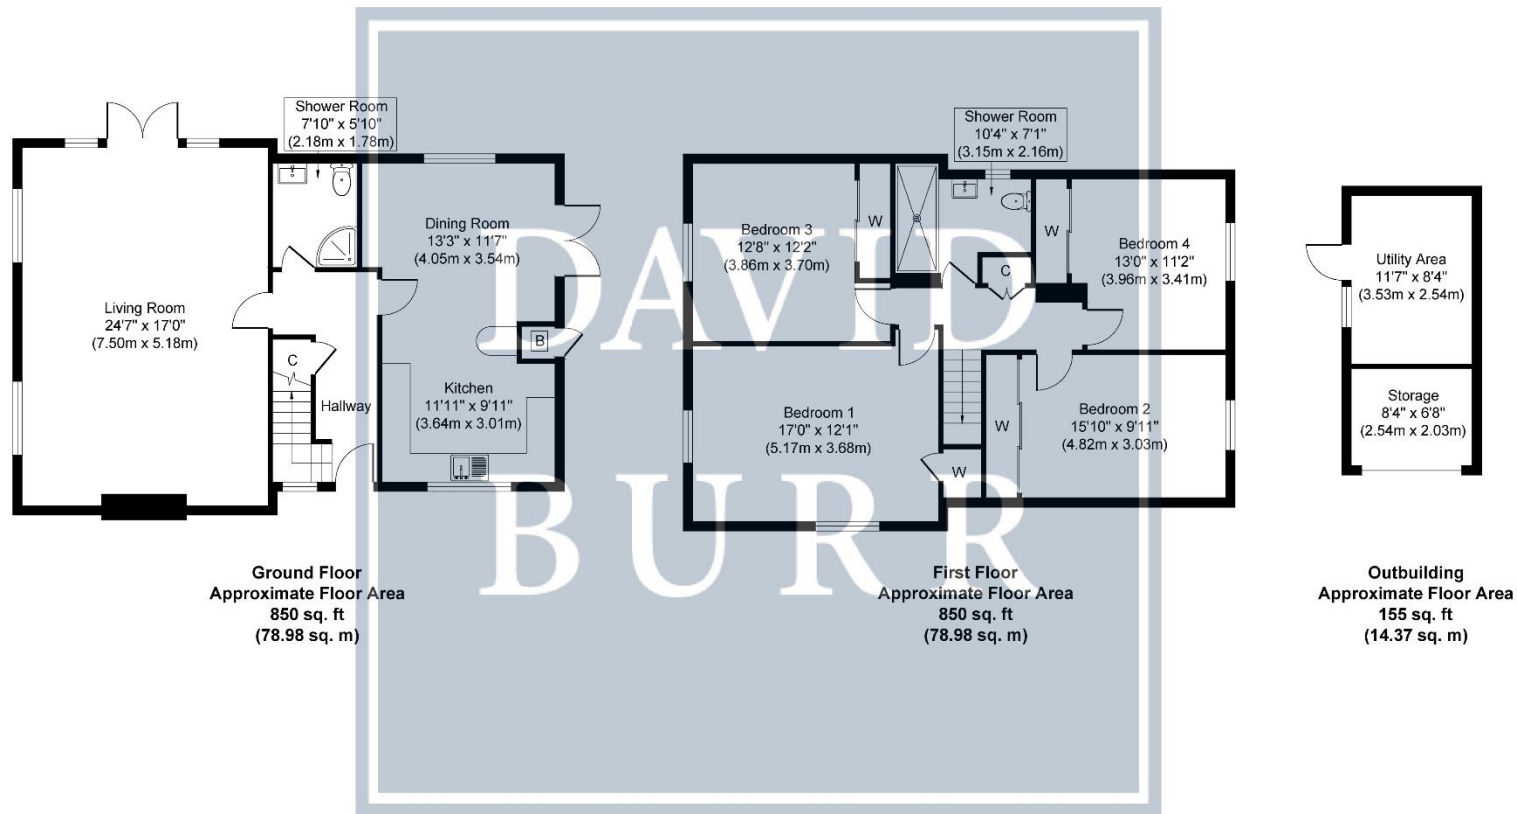 Shower Room
7'10" x 5'10"
(2.18m x 1.78m)
Living Room
24'7" x 17'0"
(7.50m x 5.18m)
Dining Room
13'3" x 11'7"
(4.05m x 3.54m)
B
C
Hallway
Kitchen
11'11" x 9'11"
(3.64m x 3.01m)
Ground Floor
Approximate Floor Area
850 sq. ft
(78.98 sq. m)
Shower Room
10'4" x 7'1"
(3.15m x 2.16m)
Bedroom 3
12'8" x 12'2"
(3.86m x 3.70m)
W
W
Bedroom 4
13'0" x 11'2"
(3.96m x 3.41m)
C
Bedroom 1
17'0" x 12'1"
(5.17m x 3.68m)
W
W
Bedroom 2
15'10" x 9'11"
(4.82m x 3.03m)
First Floor
Approximate Floor Area
850 sq. ft
(78.98 sq. m)
Utility Area
11'7" x 8'4"
(3.53m x 2.54m)
Storage
8'4" x 6'8"
(2.54m x 2.03m)
Outbuilding
Approximate Floor Area
155 sq. ft
(14.37 sq. m)
DAVID
BURR